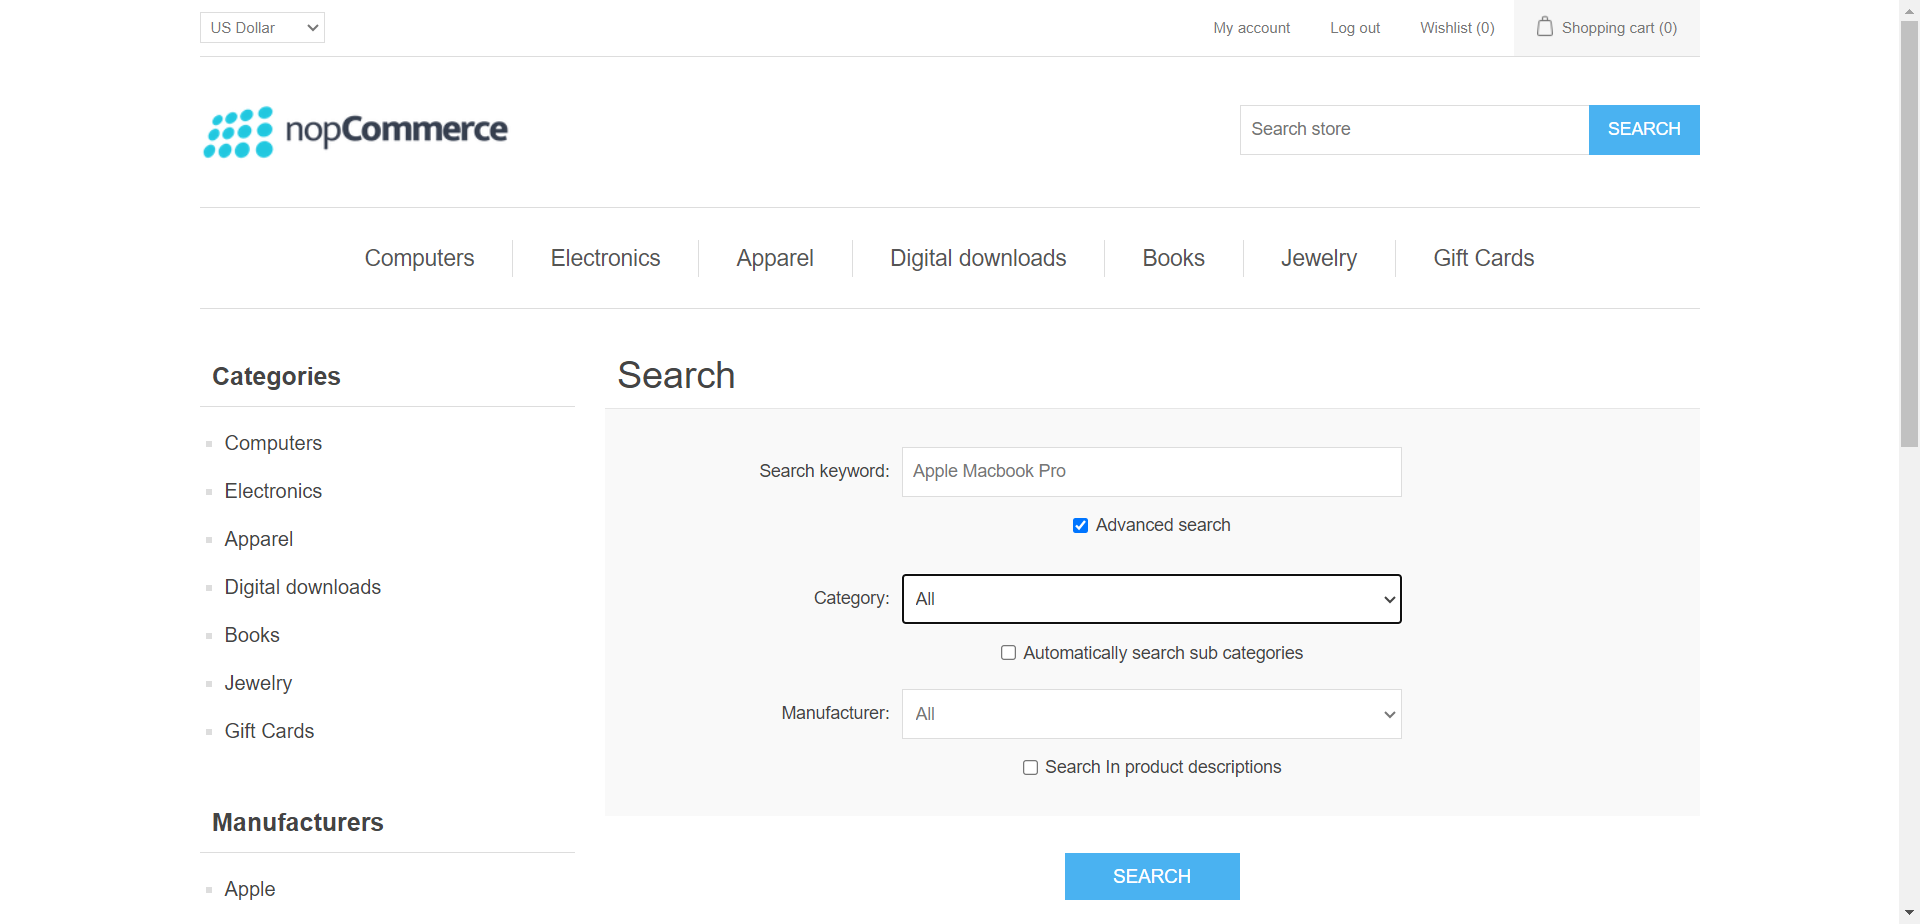 US Dollar
My account
Log out
Wishlist (0)
Shopping cart (0)
nopCommerce
Search store
SEARCH
Computers
Electronics
Apparel
Digital downloads
Books
Jewelry
Gift Cards
Categories
Computers
Electronics
Apparel
Digital downloads
Books
Jewelry
Gift Cards
Manufacturers
Apple
Search
Search keyword: Apple Macbook Pro
Advanced search
Category: All
Automatically search sub categories
Manufacturer: All
Search In product descriptions
SEARCH